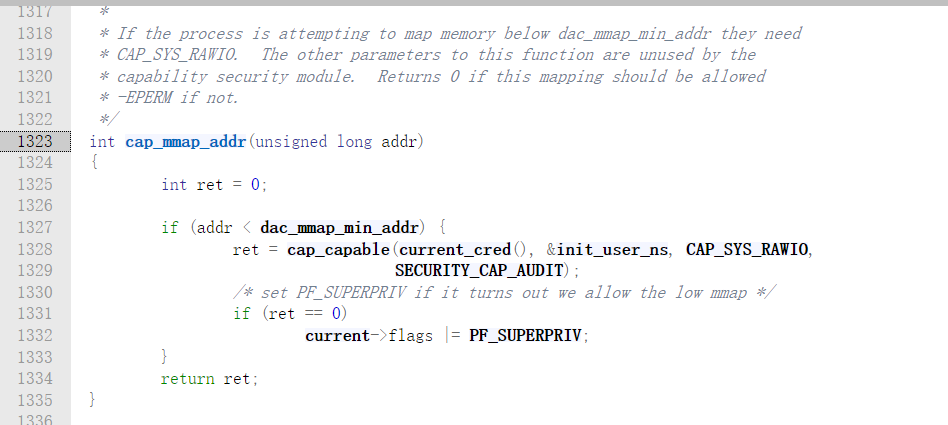 1317  *
1318  * If the process is attempting to map memory below dac_mmap_min_addr they need
1319  * CAP_SYS_RAWIO.  The other parameters to this function are unused by the
1320  * capability security module.  Returns 0 if this mapping should be allowed
1321  * -EPERM if not.
1322  */
1323 int cap_mmap_addr(unsigned long addr)
1324 {
1325         int ret = 0;
1326
1327         if (addr < dac_mmap_min_addr) {
1328                 ret = cap_capable(current_cred(), &init_user_ns, CAP_SYS_RAWIO,
1329                                   SECURITY_CAP_AUDIT);
1330                 /* set PF_SUPERPRIV if it turns out we allow the low mmap */
1331                 if (ret == 0)
1332                         current->flags |= PF_SUPERPRIV;
1333         }
1334         return ret;
1335 }
1336